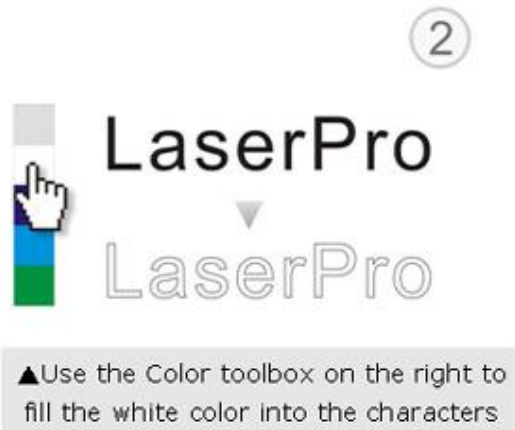 2
LaserPro
LaserPro
▲Use the Color toolbox on the right to
fill the white color into the characters